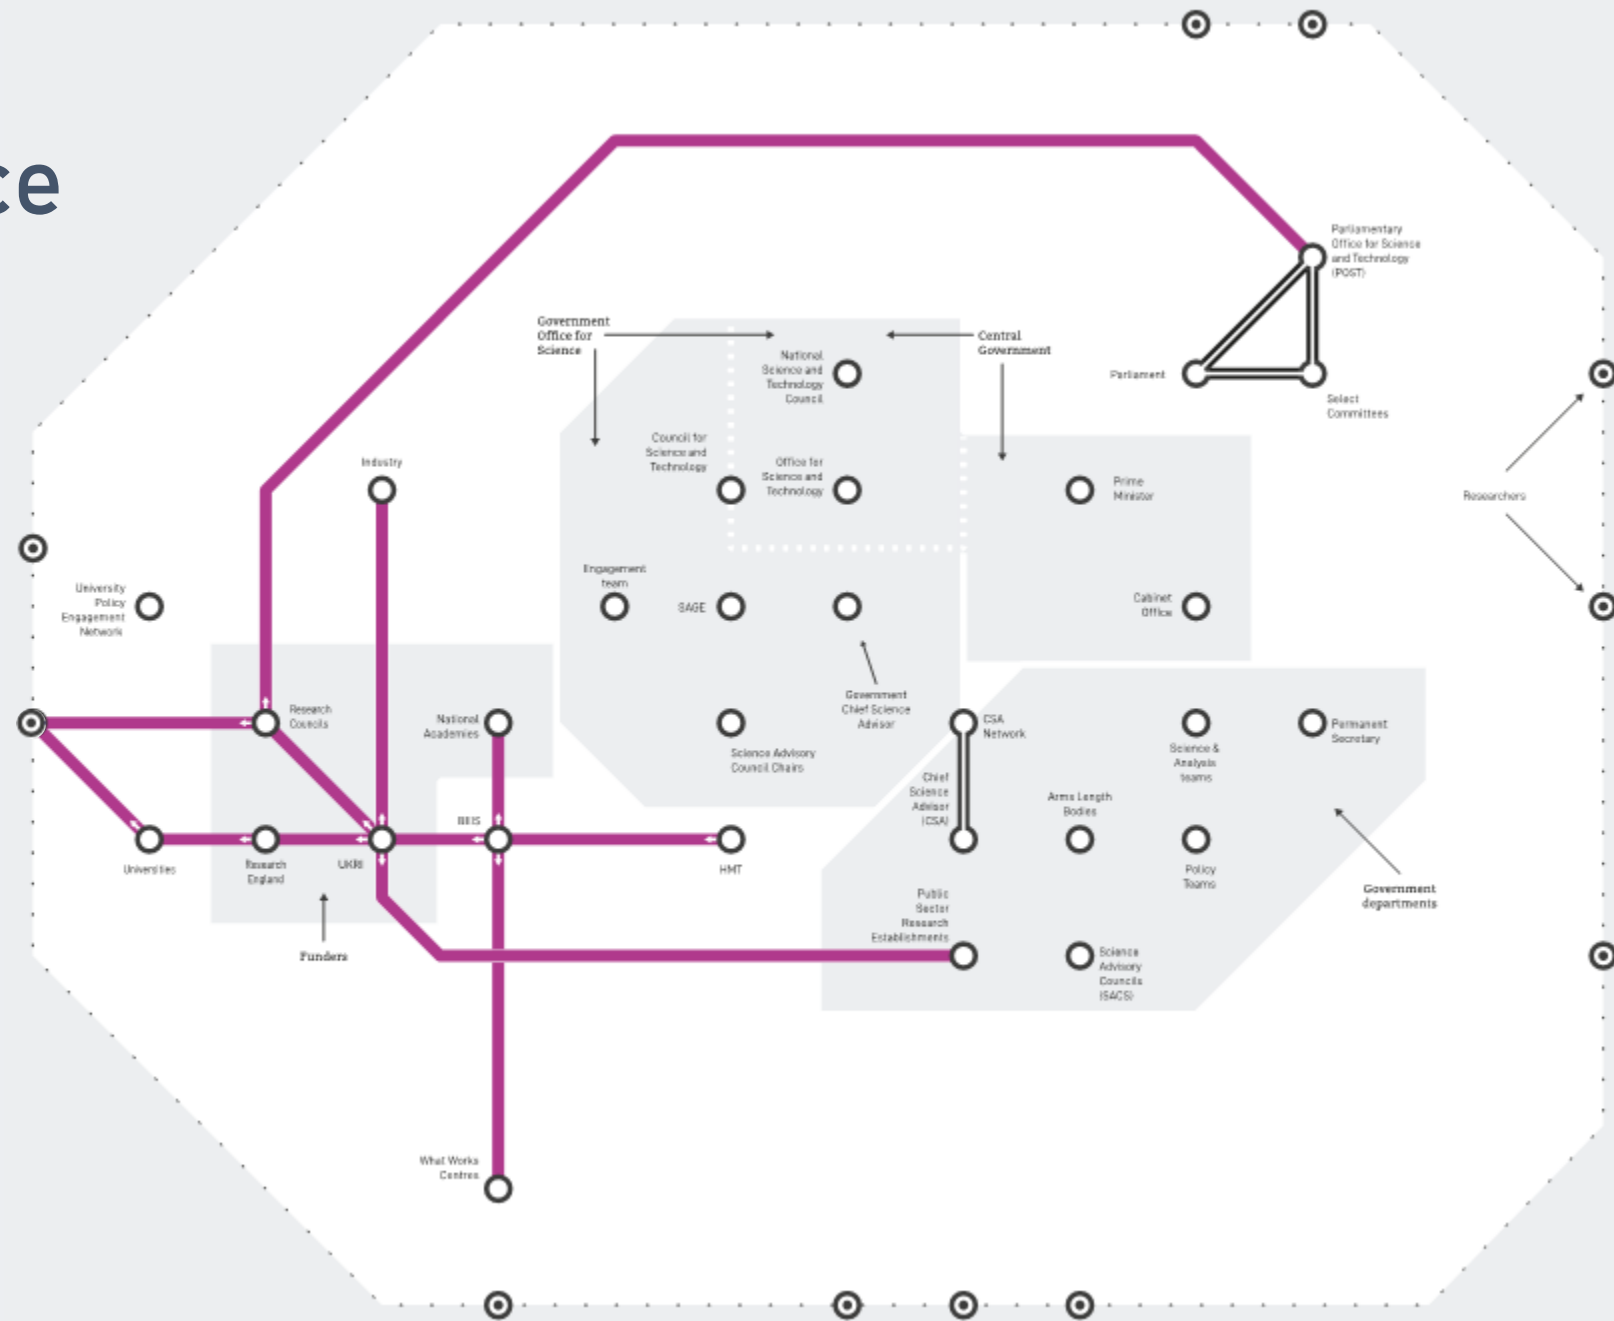 ce
Parliamentary
Office for Science
and Technology
(POST)
Government
Office for
Science
Central
Government
National
Science and
Technology
Council
Parliament
Select
Committees
Council for
Science and
Technology
Industry
Office for
Science and
Technology
Prime
Minister
Researchers
Engagement
team
University
Policy
Engagement
Network
SAGE
Cabinet
Office
Government
Chief Science
Advisor
Research
Councils
National
Academies
CSA
Network
Permanent
Secretary
Science Advisory
Council Chairs
Science &
Analysis
teams
Chief
Science
Advisor
(CSA)
Arms Length
Bodies
BEIS
Universities
Research
England
UKRI
HMT
Policy
Teams
Government
departments
Public
Sector
Research
Establishments
Funders
Science
Advisory
Councils
(SACS)
What Works
Centres